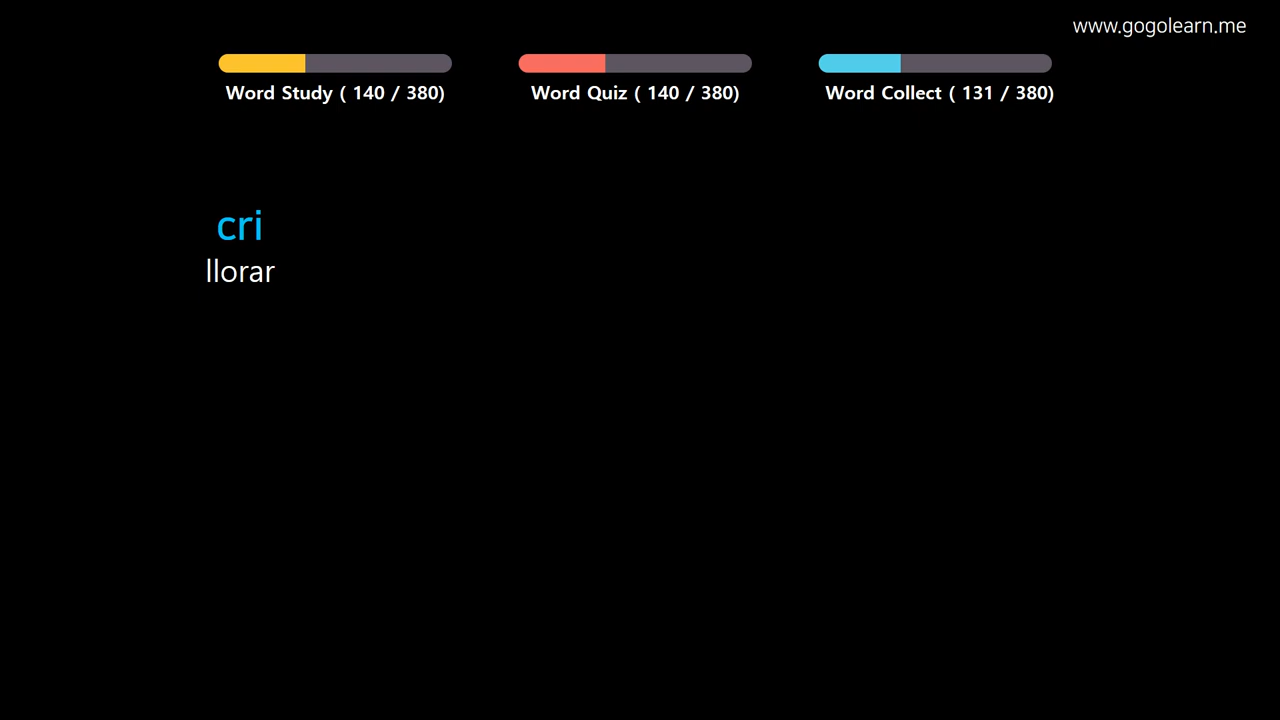 www.gogolearn.me
Word Study ( 140 / 380)
Word Quiz ( 140 / 380)
Word Collect ( 131 / 380)
cri
llorar